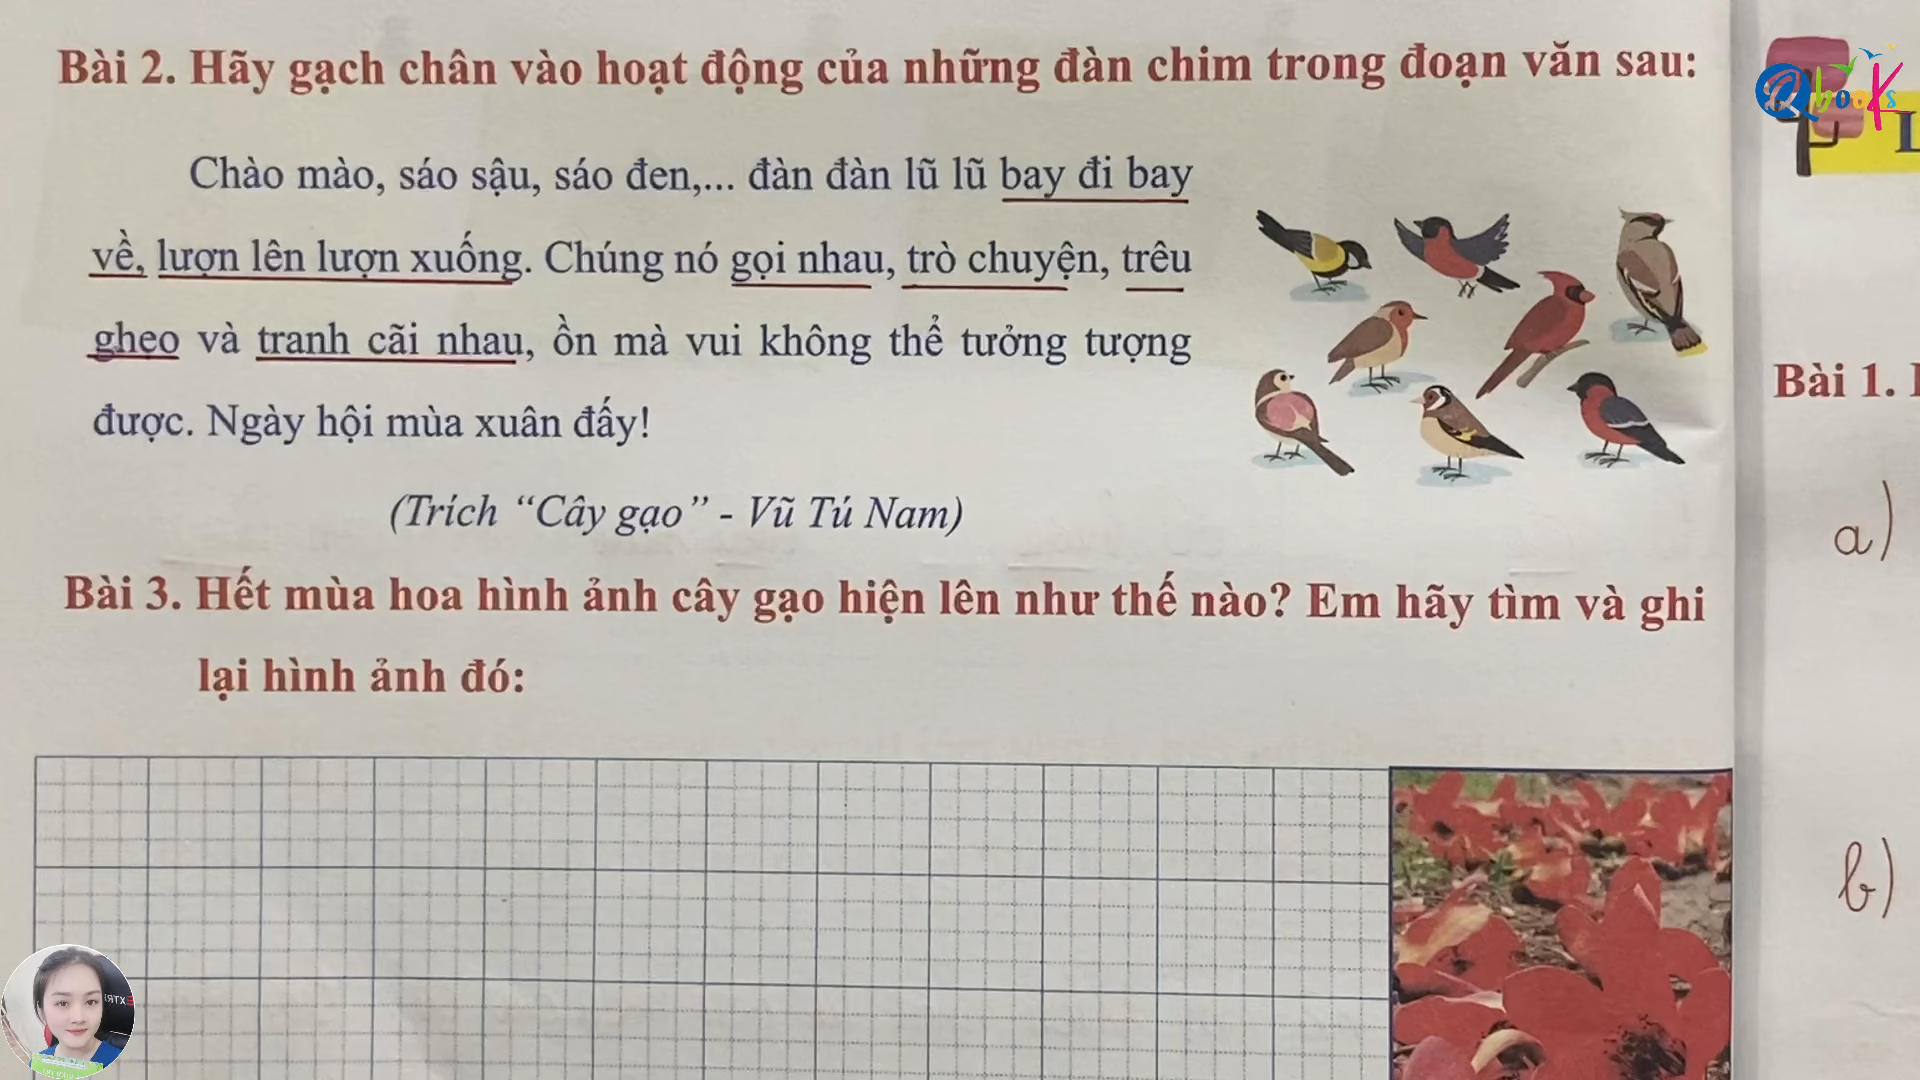 Bài 2. Hãy gạch chân vào hoạt động của những đàn chim trong đoạn văn sau:
Chào mào, sáo sậu, sáo đen,... đàn đàn lũ lũ bay đi bay
về, lượn lên lượn xuống. Chúng nó gọi nhau, trò chuyện, trêu
ghẹo và tranh cãi nhau, ồn mà vui không thể tưởng tượng
được. Ngày hội mùa xuân đấy!
(Trích “Cây gạo” - Vũ Tú Nam)
Bài 3. Hết mùa hoa hình ảnh cây gạo hiện lên như thế nào? Em hãy tìm và ghi
lại hình ảnh đó:
Qbooks
Bài 1.
a)
b)